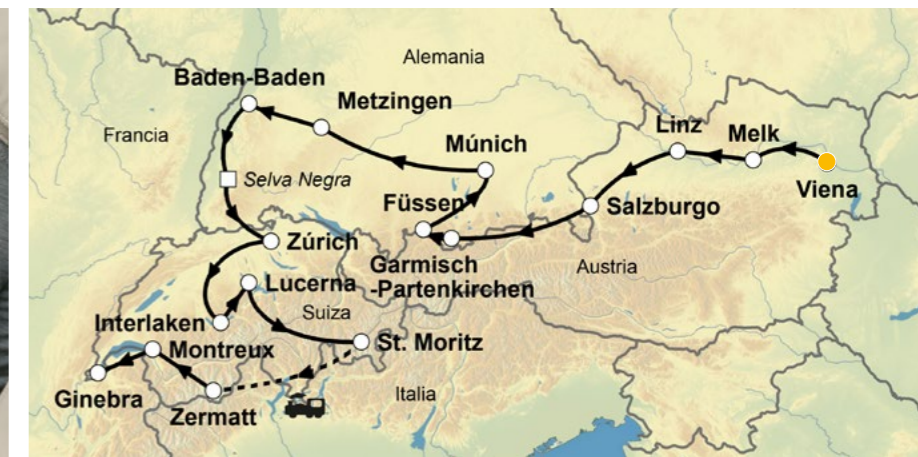 Alemania
Baden-Baden
Metzingen
Francia
Múnich
Linz
Melk
Selva Negra
Füssen
Viena
Salzburgo
Zúrich
Garmisch
-Partenkirchen
Austria
Lucerna
Suiza
Interlaken
Montreux
St. Moritz
Ginebra
Zermatt
Italia